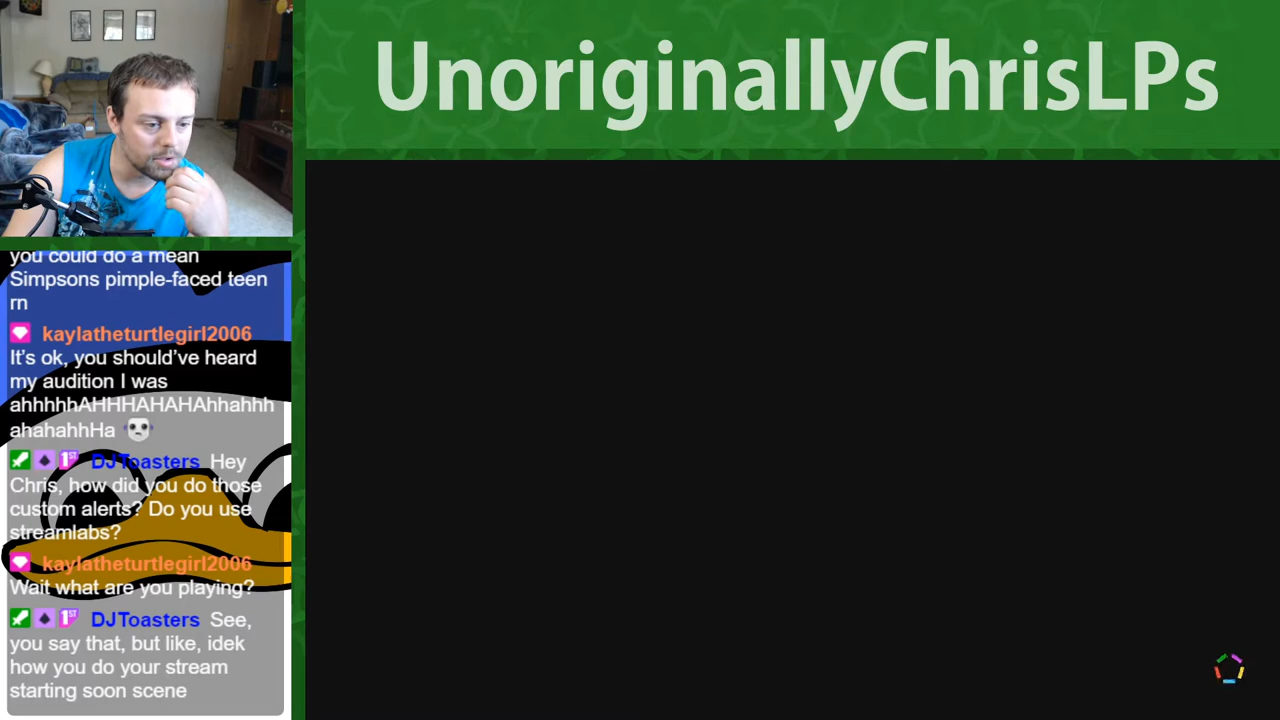 UnoriginallyChrisLPs
you could do a mean
Simpsons pimple-faced teen
rn
kaylatheturtlegirl2006
It's ok, you should've heard
my audition I was
ahhhhhAHHHAHAHAhhahhh
ahahahhHa
DJToasters Hey
Chris, how did you do those
custom alerts? Do you use
streamlabs?
kaylatheturtlegirl2006
Wait what are you playing?
1ST DJToasters See,
you say that, but like, idek
how you do your stream
starting soon scene